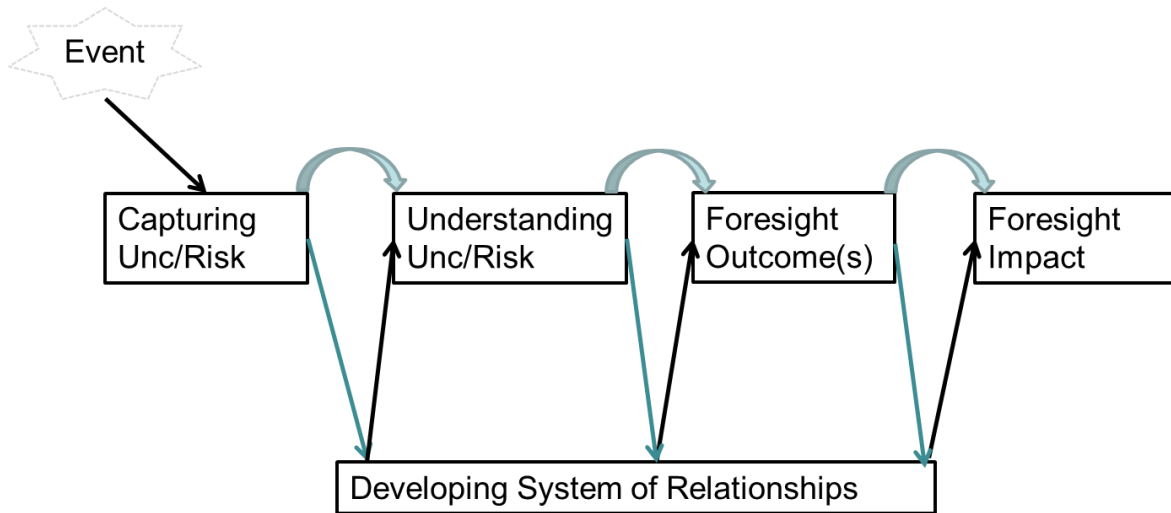 Event
Capturing
Unc/Risk
Understanding
Unc/Risk
Foresight
Outcome(s)
Foresight
Impact
Developing System of Relationships